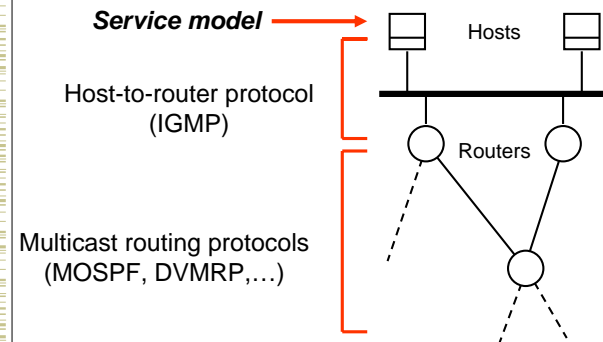 Service model
Hosts
Host-to-router protocol
(IGMP)
Routers
Multicast routing protocols
(MOSPF, DVMRP,...)